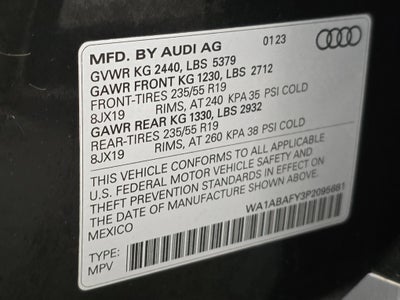 MFD. BY AUDI AG 01 23
GVWR KG 2440, LBS 5379
GAWR FRONT KG 1230, LBS 2712
FRONT-TIRES 235/55 R19
8JX19 RIMS, AT 240 KPA 35 PSI COLD
GAWR REAR KG 1330, LBS 2932
REAR-TIRES 235/55 R19
8JX19 RIMS, AT 260 KPA 38 PSI COLD
THIS VEHICLE CONFORMS TO ALL APPLICABLE
U.S. FEDERAL MOTOR VEHICLE SAFETY AND
THEFT PREVENTION STANDARDS IN EFFECT ON
THE DATE OF MANUFACTURE SHOWN ABOVE.
MEXICO
WA1ABAFY3P2095681
TYPE:
MPV